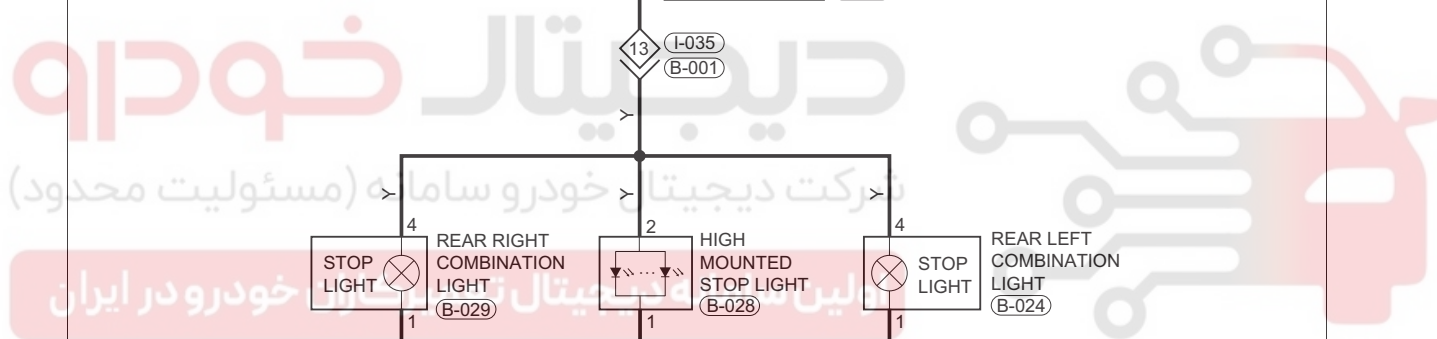 13 I-035
B-001
دیجیتال خودرو
Y
شرکت دیجیتال خودرو سامانه (مسئولیت محدود)
Y Y Y
4 2 4
STOP LIGHT
REAR RIGHT
COMBINATION
LIGHT
B-029
1
HIGH
MOUNTED
STOP LIGHT
B-028
1
STOP
LIGHT
REAR LEFT
COMBINATION
LIGHT
B-024
1
اولین سامانه دیجیتال تعمیرکاران خودرو در ایران